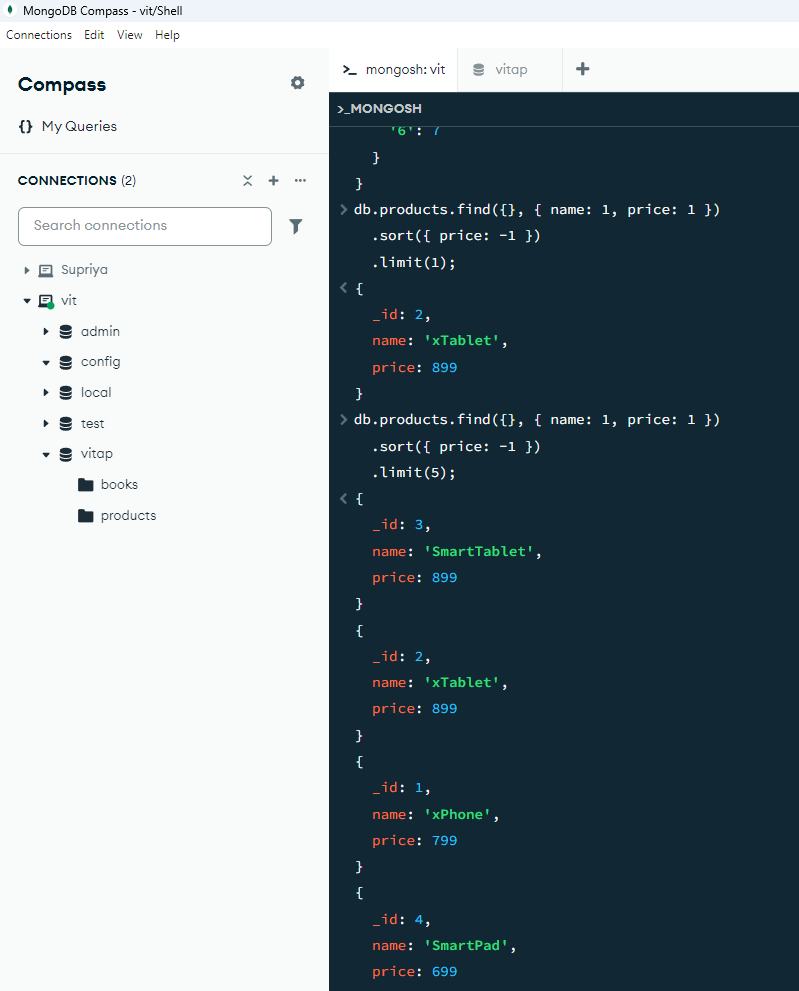 MongoDB Compass - vit/Shell
Connections Edit View Help
Compass
My Queries
CONNECTIONS (2)
Search connections
Supriya
vit
admin
config
local
test
vitap
books
products
>_ mongosh: vit
vitap
>_MONGOSH
'6': 7
}
}
> db.products.find({}, { name: 1, price: 1 })
.sort({ price: -1 })
.limit(1);
< {
_id: 2,
name: 'xTablet',
price: 899
}
> db.products.find({}, { name: 1, price: 1 })
.sort({ price: -1 })
.limit(5);
< {
_id: 3,
name: 'SmartTablet',
price: 899
}
{
_id: 2,
name: 'xTablet',
price: 899
}
{
_id: 1,
name: 'xPhone',
price: 799
}
{
_id: 4,
name: 'SmartPad',
price: 699